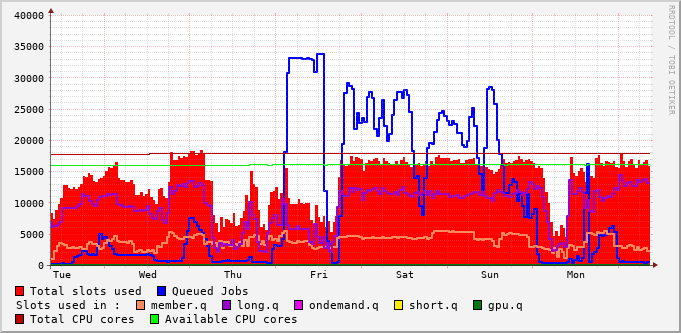 40000
35000
30000
25000
20000
15000
10000
5000
0
Tue Wed Thu Fri Sat Sun Mon
Total slots used Queued Jobs
Slots used in : member.q long.q ondemand.q short.q gpu.q
Total CPU cores Available CPU cores
RRDTOOL / TOBI OETIKER